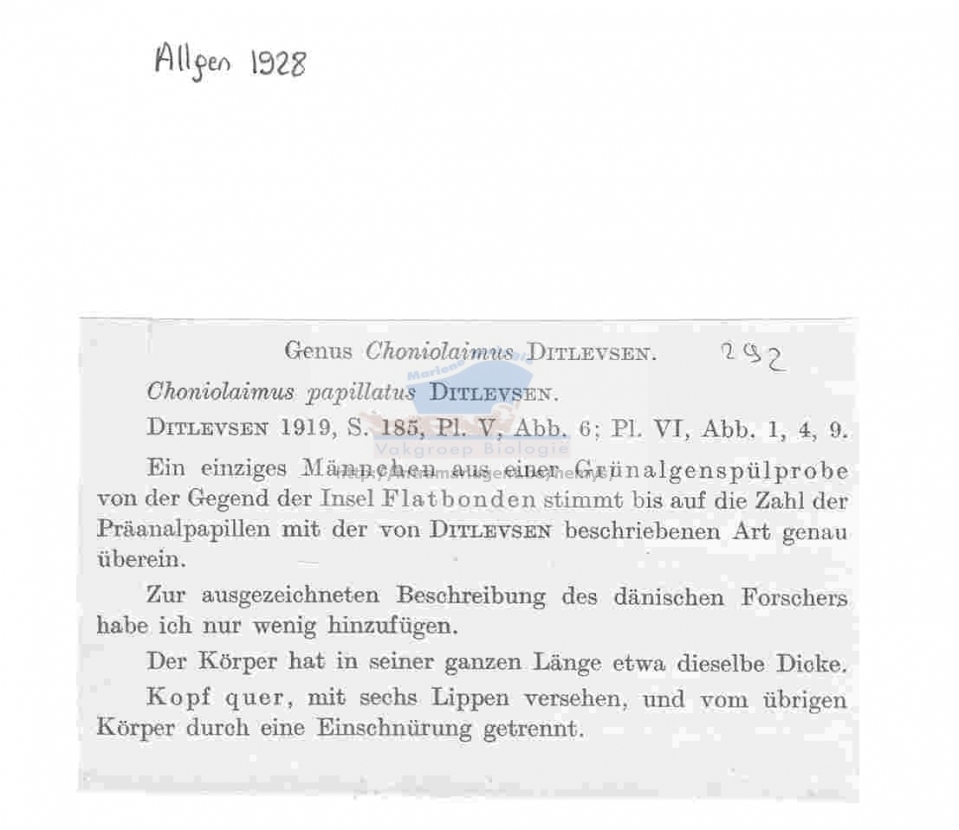 Allgen 1928
Genus Choniolaimus DITLEVSEN. 292
Choniolaimus papillatus DITLEVSEN.
DITLEVSEN 1919, S. 185, Pl. V, Abb. 6; Pl. VI, Abb. 1, 4, 9.
Vakgroep Biologie
Ein einziges Männchen aus einer Grünalgenspülprobe
von der Gegend der Insel Flatbonden stimmt bis auf die Zahl der
Präanalpapillen mit der von DITLEVSEN beschriebenen Art genau
überein.
Zur ausgezeichneten Beschreibung des dänischen Forschers
habe ich nur wenig hinzufügen.
Der Körper hat in seiner ganzen Länge etwa dieselbe Dicke.
Kopf quer, mit sechs Lippen versehen, und vom übrigen
Körper durch eine Einschnürung getrennt.